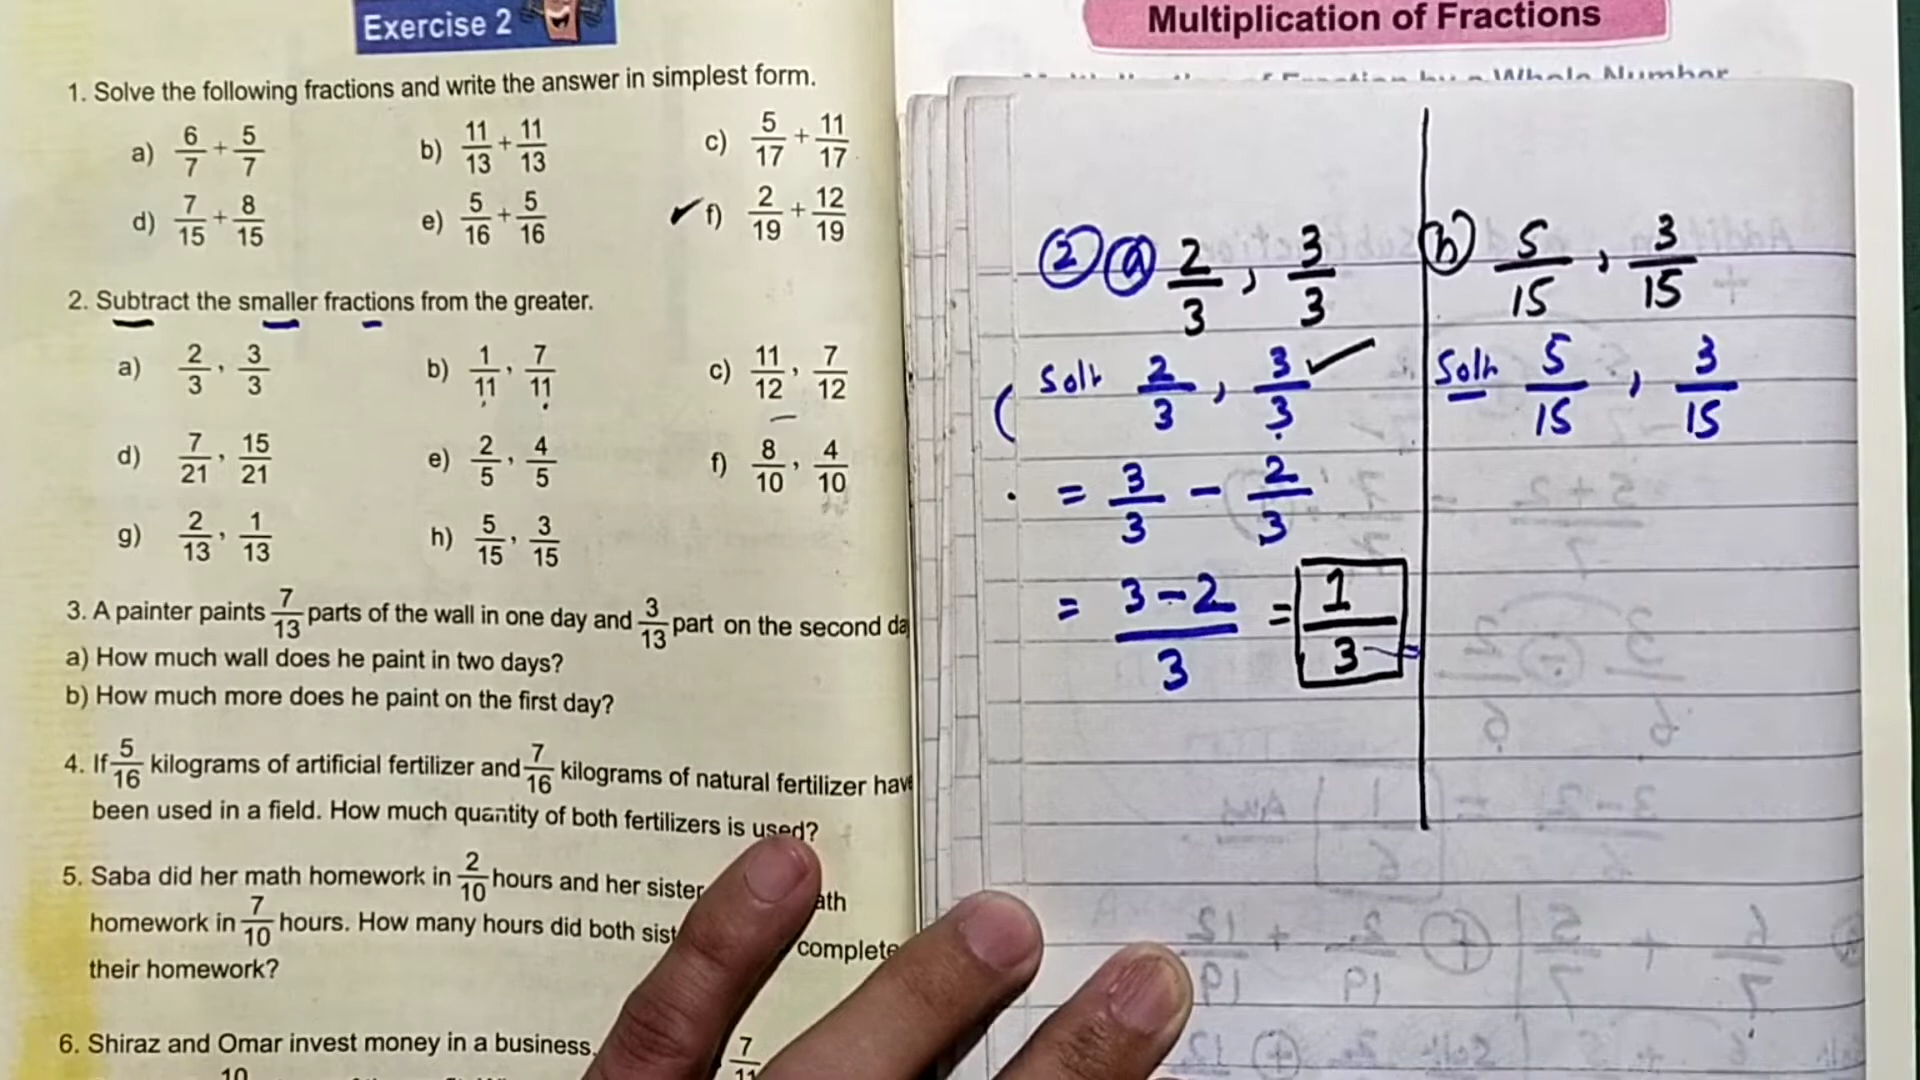 Exercise 2
1. Solve the following fractions and write the answer in simplest form.
a) 6/7 + 5/7 b) 11/13 + 11/13 c) 5/17 + 11/17
d) 7/15 + 8/15 e) 5/16 + 5/16 f) 2/19 + 12/19
2. Subtract the smaller fractions from the greater.
a) 2/3 , 3/3 b) 1/11 , 7/11 c) 11/12 , 7/12
d) 7/21 , 15/21 e) 2/5 , 4/5 f) 8/10 , 4/10
g) 2/13 , 1/13 h) 5/15 , 3/15
3. A painter paints 7/13 parts of the wall in one day and 3/13 part on the second
a) How much wall does he paint in two days?
b) How much more does he paint on the first day?
4. If 5/16 kilograms of artificial fertilizer and 7/16 kilograms of natural fertilizer
been used in a field. How much quantity of both fertilizers is used?
5. Saba did her math homework in 2/10 hours and her sister
homework in 7/10 hours. How many hours did both complete
their homework?
6. Shiraz and Omar invest money in a business. 7/11
10
Multiplication of Fractions
Whole Number
2 a 2/3 , 3/3
Soln 2/3 , 3/3
= 3/3 - 2/3
= 3-2/3 = 1/3
h 5/15 , 3/15
Soln 5/15 , 3/15